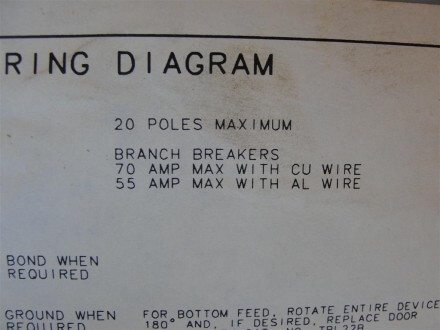 RING DIAGRAM
20 POLES MAXIMUM
BRANCH BREAKERS
70 AMP MAX WITH CU WIRE
55 AMP MAX WITH AL WIRE
BOND WHEN
REQUIRED
GROUND WHEN
REQUIRED
FOR BOTTOM FEED, ROTATE ENTIRE DEVICE
180° AND, IF DESIRED, REPLACE DOOR